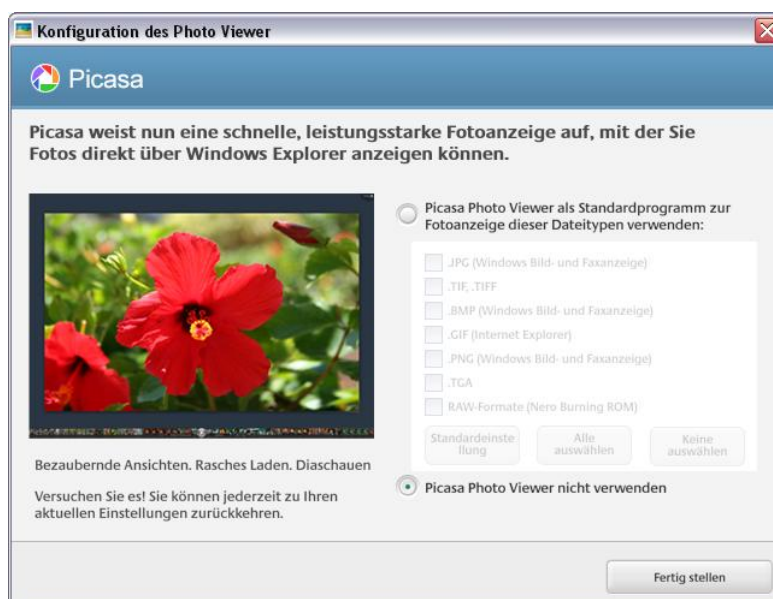 Konfiguration des Photo Viewer
Picasa
Picasa weist nun eine schnelle, leistungsstarke Fotoanzeige auf, mit der Sie
Fotos direkt über Windows Explorer anzeigen können.
Picasa Photo Viewer als Standardprogramm zur
Fotoanzeige dieser Dateitypen verwenden:
.JPG (Windows Bild- und Faxanzeige)
.TIF, .TIFF
.BMP (Windows Bild- und Faxanzeige)
.GIF (Internet Explorer)
.PNG (Windows Bild- und Faxanzeige)
.TGA
RAW-Formate (Nero Burning ROM)
Standardeinste
llung
Alle
auswählen
Keine
auswählen
Bezaubernde Ansichten. Rasches Laden. Diaschauen
Versuchen Sie es! Sie können jederzeit zu Ihren
aktuellen Einstellungen zurückkehren.
Picasa Photo Viewer nicht verwenden
Fertig stellen